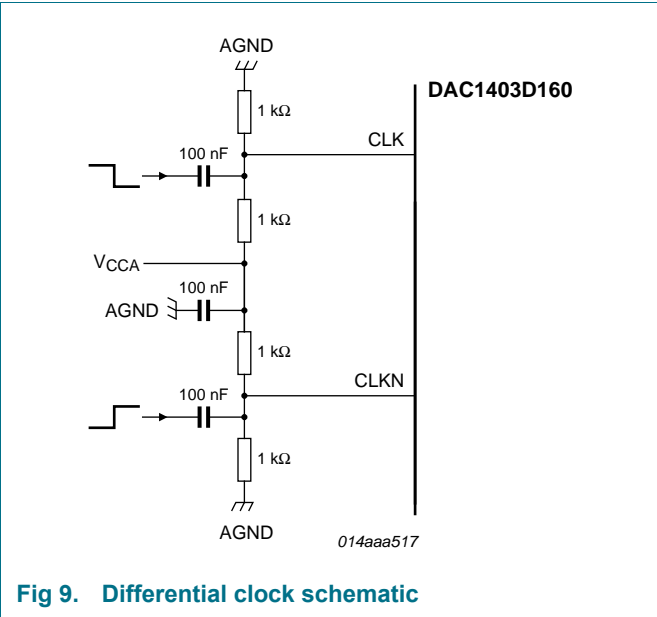 AGND
DAC1403D160
1 kΩ
CLK
100 nF
1 kΩ
VCCA
100 nF
AGND
1 kΩ
CLKN
100 nF
1 kΩ
AGND
014aaa517
Fig 9. Differential clock schematic